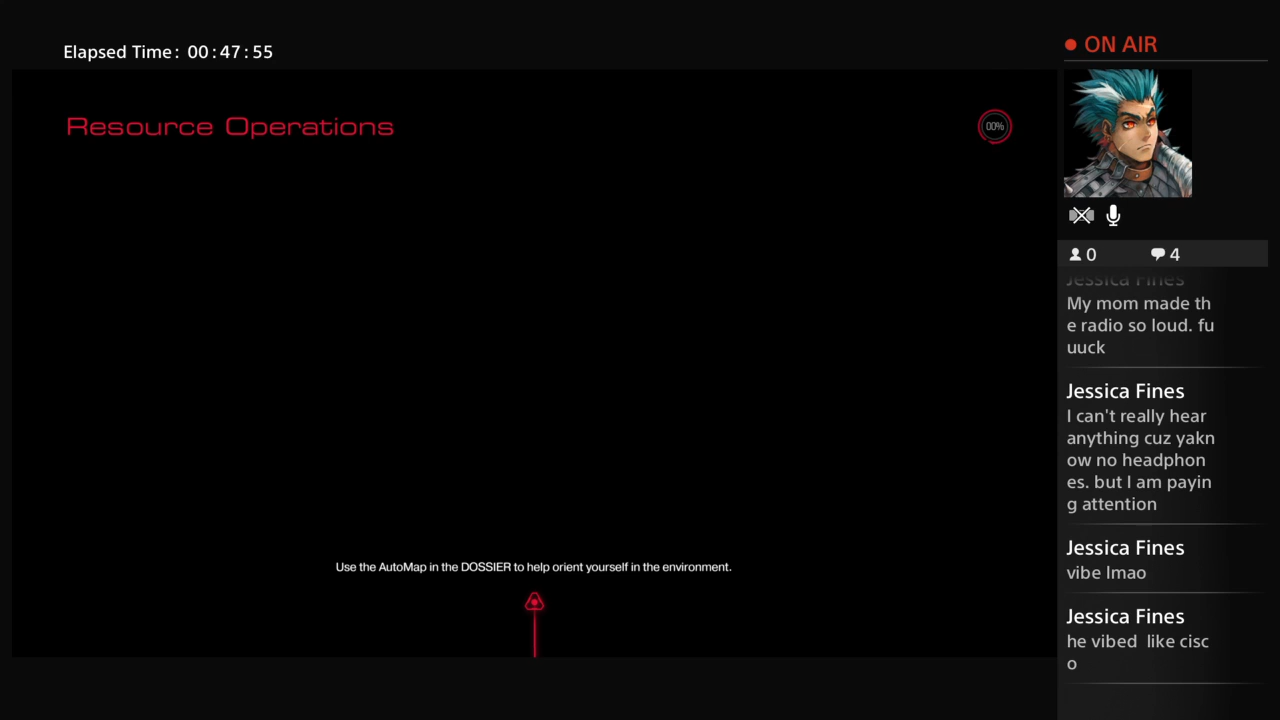 Elapsed Time: 00:47:55
ON AIR
Resource Operations
00%
0
4
Jessica Fines
My mom made th
e radio so loud. fu
uuck
Jessica Fines
I can't really hear
anything cuz yakn
ow no headphon
es. but I am payin
g attention
Jessica Fines
vibe lmao
Jessica Fines
he vibed like cisc
o
Use the AutoMap in the DOSSIER to help orient yourself in the environment.